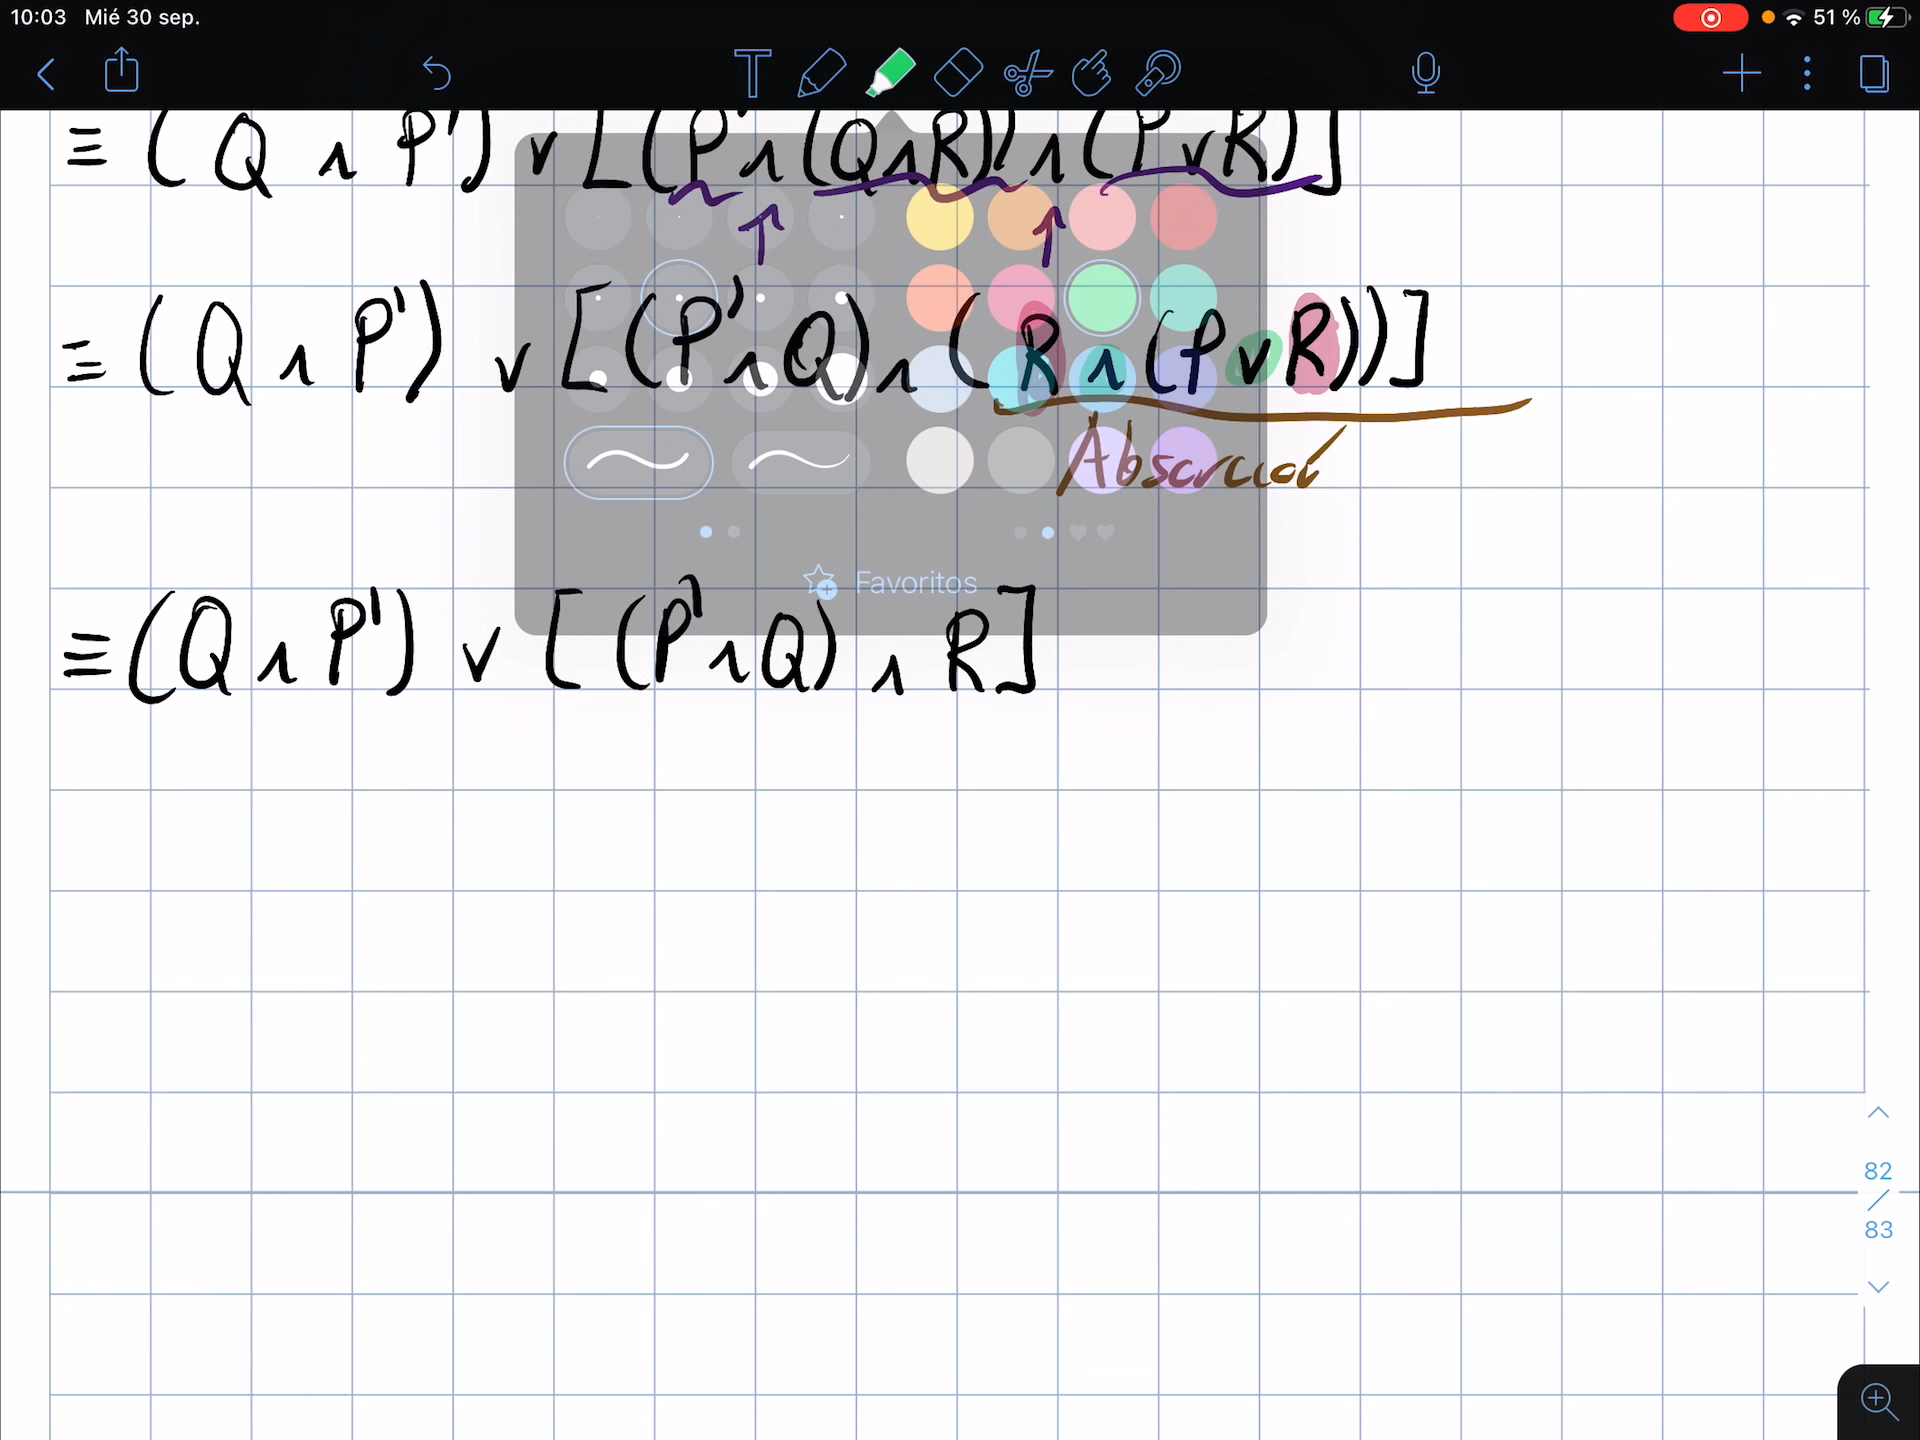 10:03 Mié 30 sep. 51 %
≡ (Q ∧ P') ∨ [(P' ∧ (Q ∧ R)) ∧ (P ∨ R)]
≡ (Q ∧ P') ∨ [(P' ∧ Q) ∧ (R ∧ (P ∨ R))]
Absorción
Favoritos
≡ (Q ∧ P') ∨ [(P' ∧ Q) ∧ R]
82
/
83